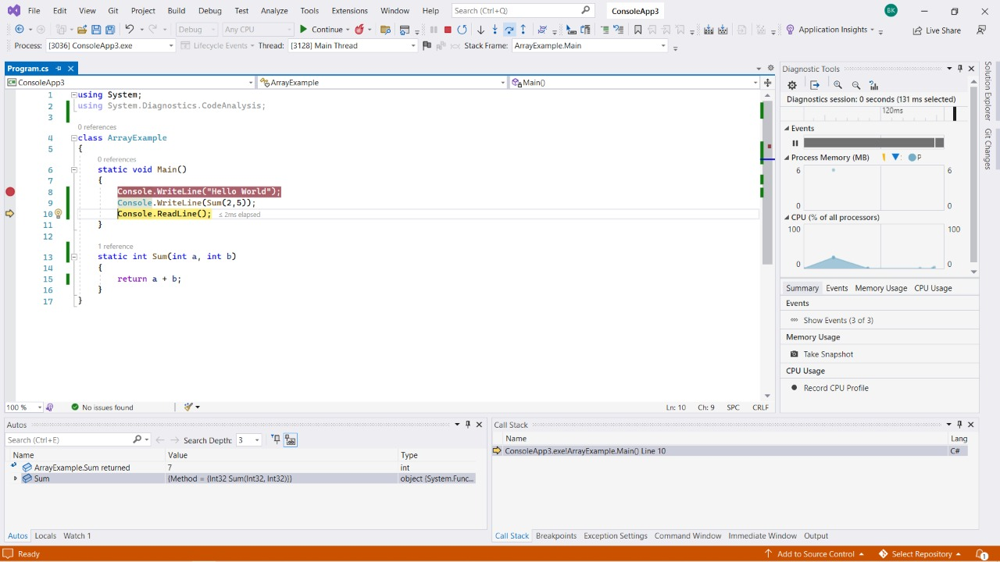 File Edit View Git Project Build Debug Test Analyze Tools Extensions Window Help Search (Ctrl+Q) ConsoleApp3 BK
Debug Any CPU Continue Application Insights Live Share
Process: [3036] ConsoleApp3.exe Lifecycle Events Thread: [3128] Main Thread Stack Frame: ArrayExample.Main
Program.cs
ConsoleApp3 ArrayExample Main()
1 using System;
2 using System.Diagnostics.CodeAnalysis;
3
0 references
4 class ArrayExample
5 {
0 references
6 static void Main()
7 {
8 Console.WriteLine("Hello World");
9 Console.WriteLine(Sum(2,5));
10 Console.ReadLine(); ≤ 2ms elapsed
11 }
12
1 reference
13 static int Sum(int a, int b)
14 {
15 return a + b;
16 }
17 }
100 % No issues found Ln: 10 Ch: 9 SPC CRLF
Diagnostic Tools
Diagnostics session: 0 seconds (131 ms selected)
120ms
Events
Process Memory (MB) P
6 6
0 0
CPU (% of all processors)
100 100
0 0
Summary Events Memory Usage CPU Usage
Events
Show Events (3 of 3)
Memory Usage
Take Snapshot
CPU Usage
Record CPU Profile
Solution Explorer
Git Changes
Autos
Search (Ctrl+E) Search Depth: 3
Name Value Type
ArrayExample.Sum returned 7 int
Sum {Method = {Int32 Sum(Int32, Int32)}} object {System.Func...
Autos Locals Watch 1
Call Stack
Name Lang
ConsoleApp3.exe!ArrayExample.Main() Line 10 C#
Call Stack Breakpoints Exception Settings Command Window Immediate Window Output
Ready Add to Source Control Select Repository 1